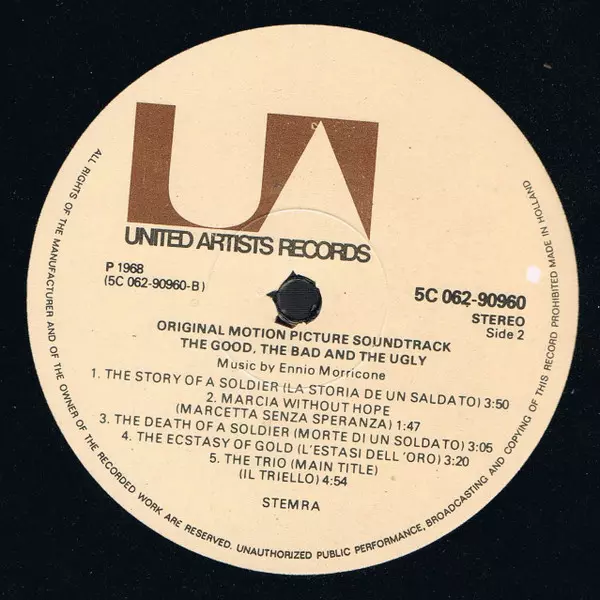 UA
UNITED ARTISTS RECORDS
P 1968
(5C 062-90960-B)
5C 062-90960
STEREO
Side 2
ORIGINAL MOTION PICTURE SOUNDTRACK
THE GOOD, THE BAD AND THE UGLY
Music by Ennio Morricone
1. THE STORY OF A SOLDIER (LA STORIA DE UN SALDATO) 3:50
2. MARCIA WITHOUT HOPE
(MARCETTA SENZA SPERANZA) 1:47
3. THE DEATH OF A SOLDIER (MORTE DI UN SOLDATO) 3:05
4. THE ECSTASY OF GOLD (L'ESTASI DELL'ORO) 3:20
5. THE TRIO (MAIN TITLE)
(IL TRIELLO) 4:54
STEMRA
ALL RIGHTS OF THE MANUFACTURER AND OF THE OWNER OF THE RECORDED WORK ARE RESERVED. UNAUTHORIZED PUBLIC PERFORMANCE, BROADCASTING AND COPYING OF THIS RECORD PROHIBITED MADE IN HOLLAND